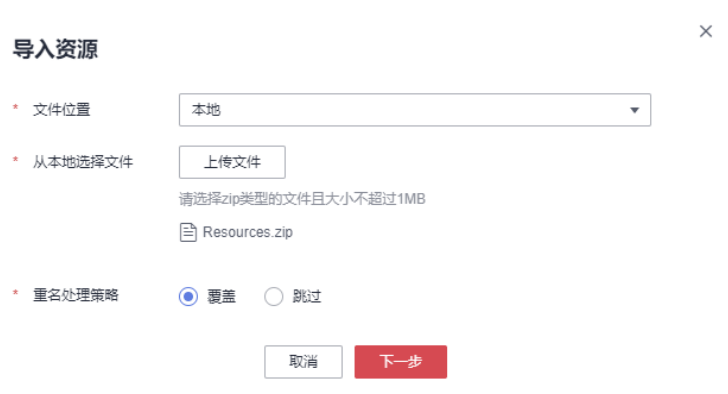 导入资源
* 文件位置 本地
* 从本地选择文件 上传文件
请选择zip类型的文件且大小不超过1MB
Resources.zip
* 重名处理策略 覆盖 跳过
取消 下一步